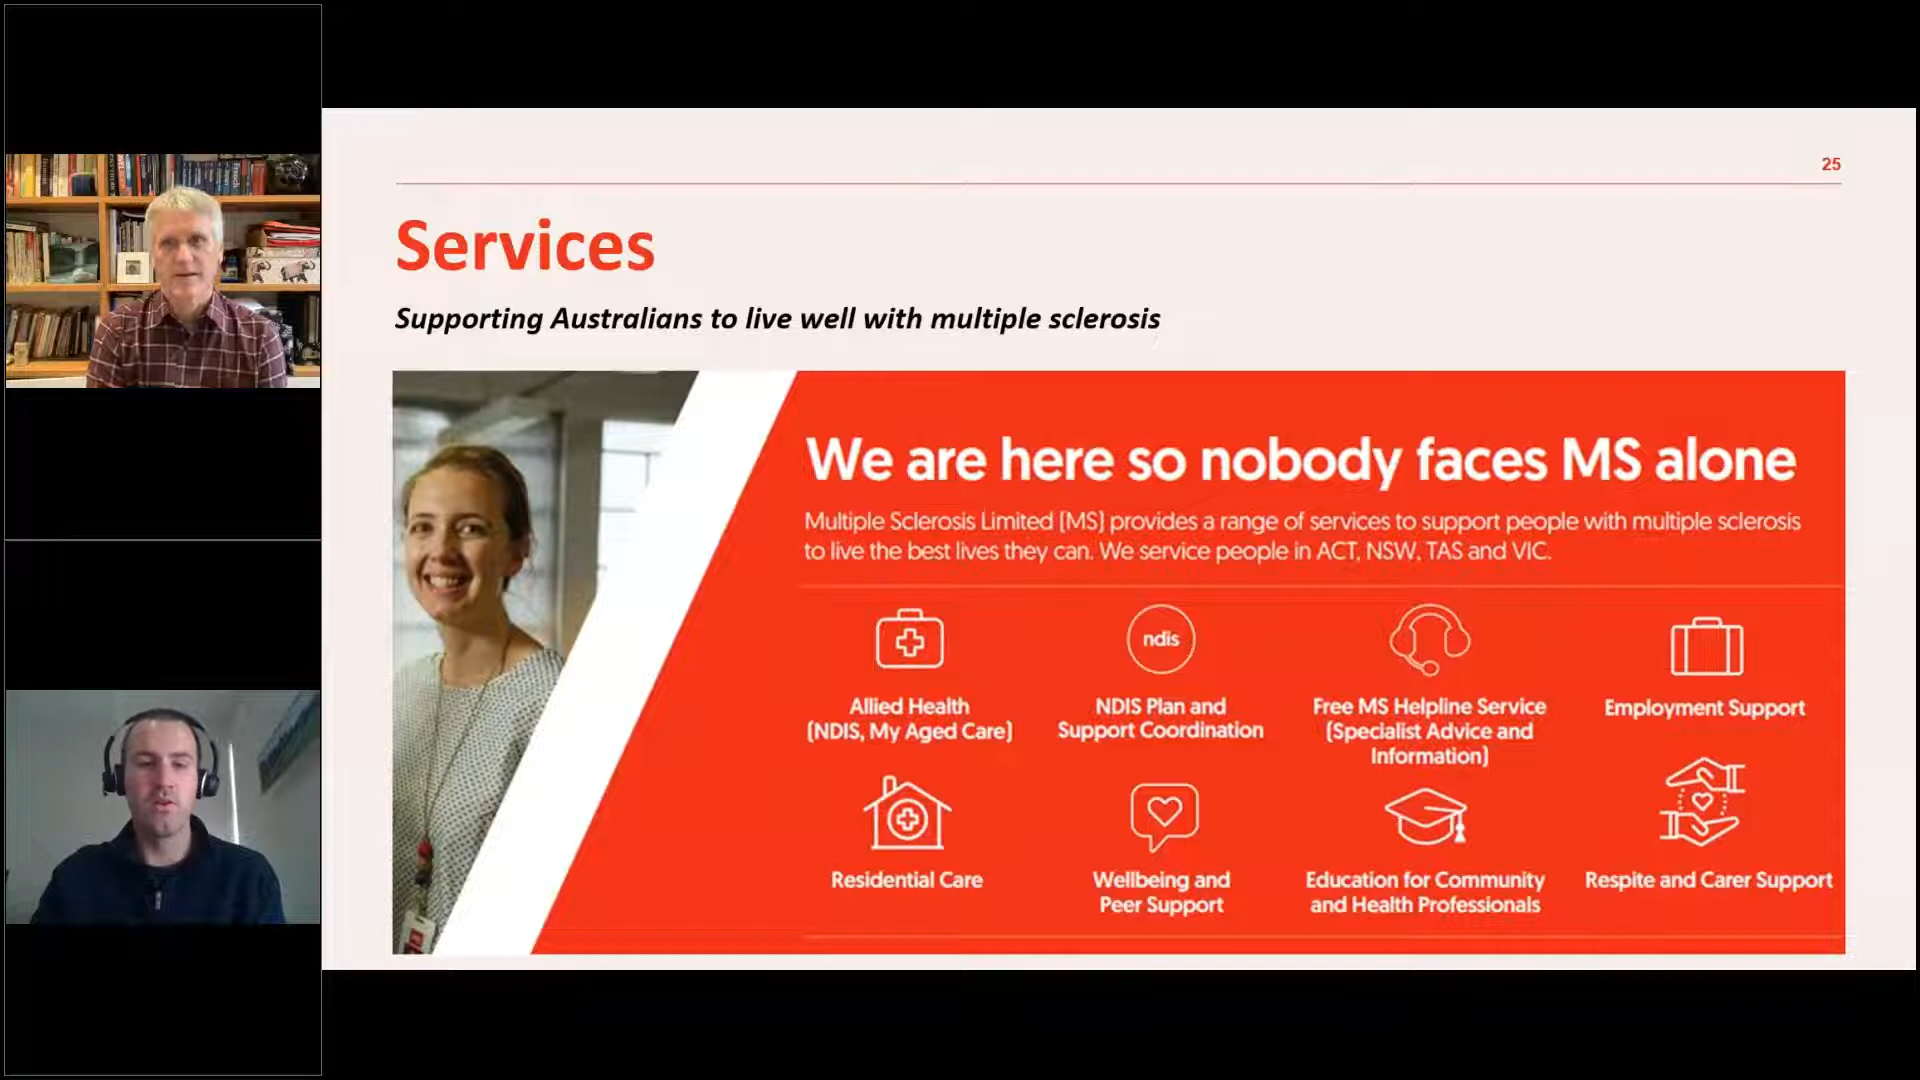 25
Services
Supporting Australians to live well with multiple sclerosis
We are here so nobody faces MS alone
Multiple Sclerosis Limited (MS) provides a range of services to support people with multiple sclerosis
to live the best lives they can. We service people in ACT, NSW, TAS and VIC.
Allied Health
(NDIS, My Aged Care)
ndis
NDIS Plan and
Support Coordination
Free MS Helpline Service
(Specialist Advice and
Information)
Employment Support
Residential Care
Wellbeing and
Peer Support
Education for Community
and Health Professionals
Respite and Carer Support